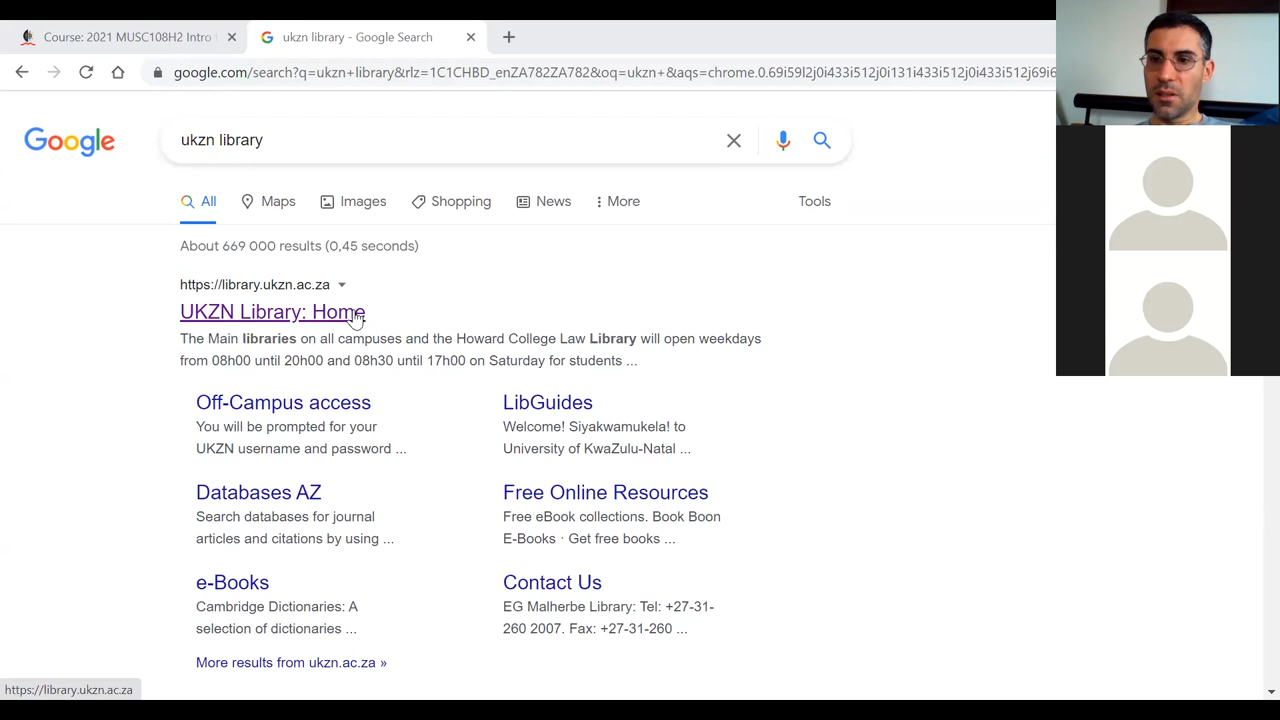 Course: 2021 MUSC108H2 Intro
ukzn library - Google Search
google.com/search?q=ukzn+library&rlz=1C1CHBD_enZA782ZA782&oq=ukzn+&aqs=chrome.0.69i59l2j0i433i512j0i131i433i512j0i433i512j69i6
Google
ukzn library
All Maps Images Shopping News More Tools
About 669 000 results (0,45 seconds)
https://library.ukzn.ac.za
UKZN Library: Home
The Main libraries on all campuses and the Howard College Law Library will open weekdays
from 08h00 until 20h00 and 08h30 until 17h00 on Saturday for students ...
Off-Campus access
You will be prompted for your
UKZN username and password ...
LibGuides
Welcome! Siyakwamukela! to
University of KwaZulu-Natal ...
Databases AZ
Search databases for journal
articles and citations by using ...
Free Online Resources
Free eBook collections. Book Boon
E-Books · Get free books ...
e-Books
Cambridge Dictionaries: A
selection of dictionaries ...
Contact Us
EG Malherbe Library: Tel: +27-31-
260 2007. Fax: +27-31-260 ...
More results from ukzn.ac.za »
https://library.ukzn.ac.za